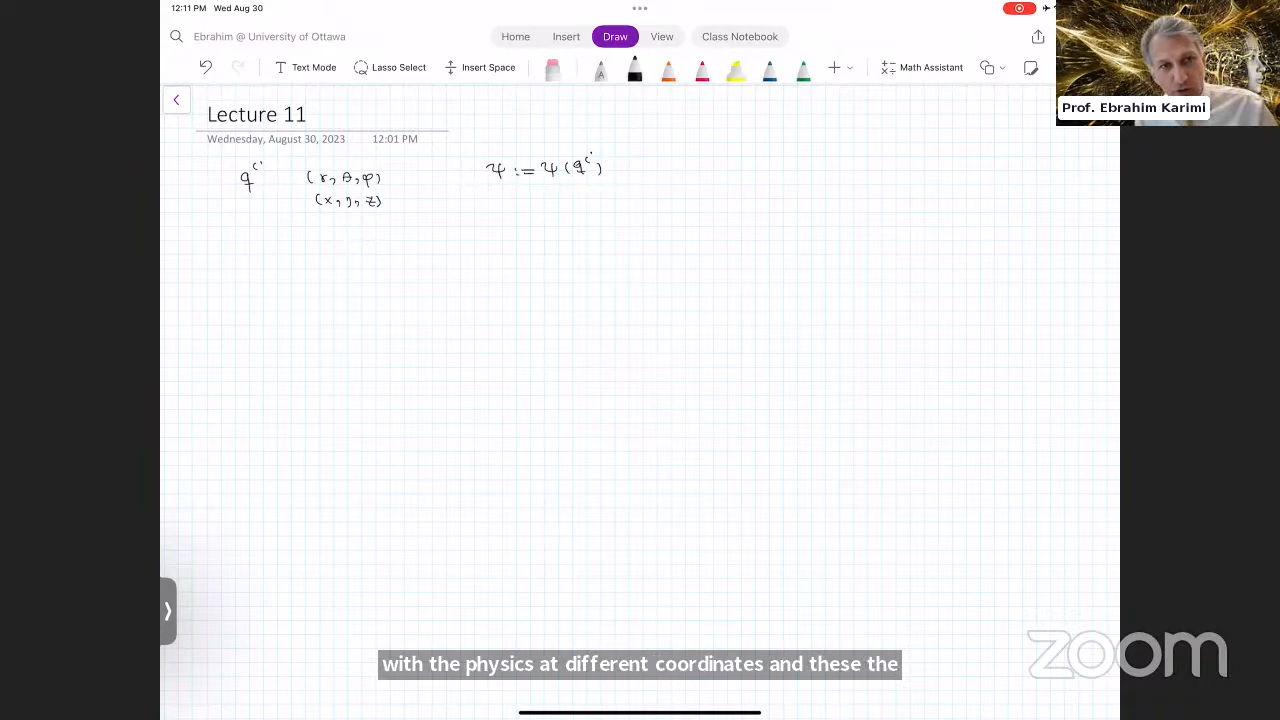 12:11 PM Wed Aug 30
Ebrahim @ University of Ottawa
Home Insert Draw View Class Notebook
Text Mode Lasso Select Insert Space A Math Assistant
Prof. Ebrahim Karimi
Lecture 11
Wednesday, August 30, 2023 12:01 PM
qⁱ (r, θ, φ) ψ := ψ(qⁱ)
(x, y, z)
with the physics at different coordinates and these the
zoom